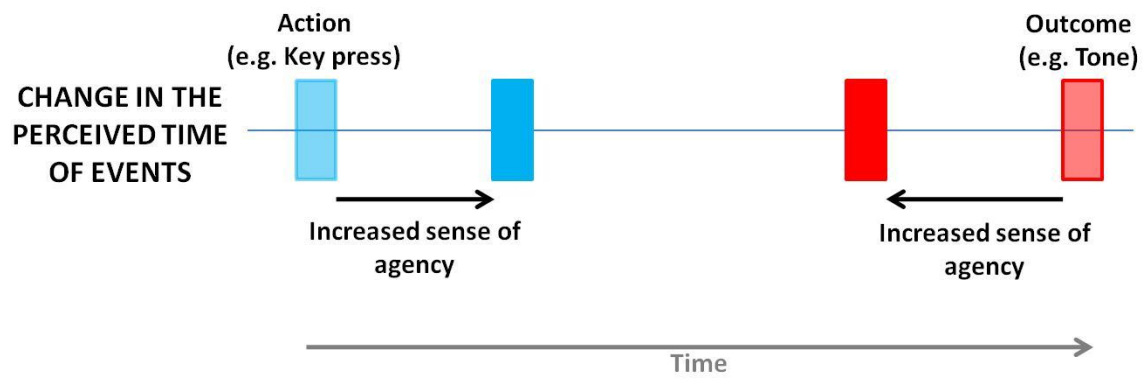 Action
(e.g. Key press)
Outcome
(e.g. Tone)
CHANGE IN THE
PERCEIVED TIME
OF EVENTS
Increased sense of
agency
Increased sense of
agency
Time